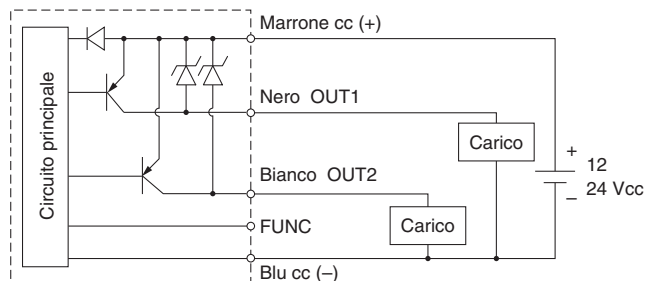 Marrone cc (+)
Circuito principale
Nero OUT1
Carico
+
12
24 Vcc
–
Bianco OUT2
Carico
FUNC
Blu cc (–)